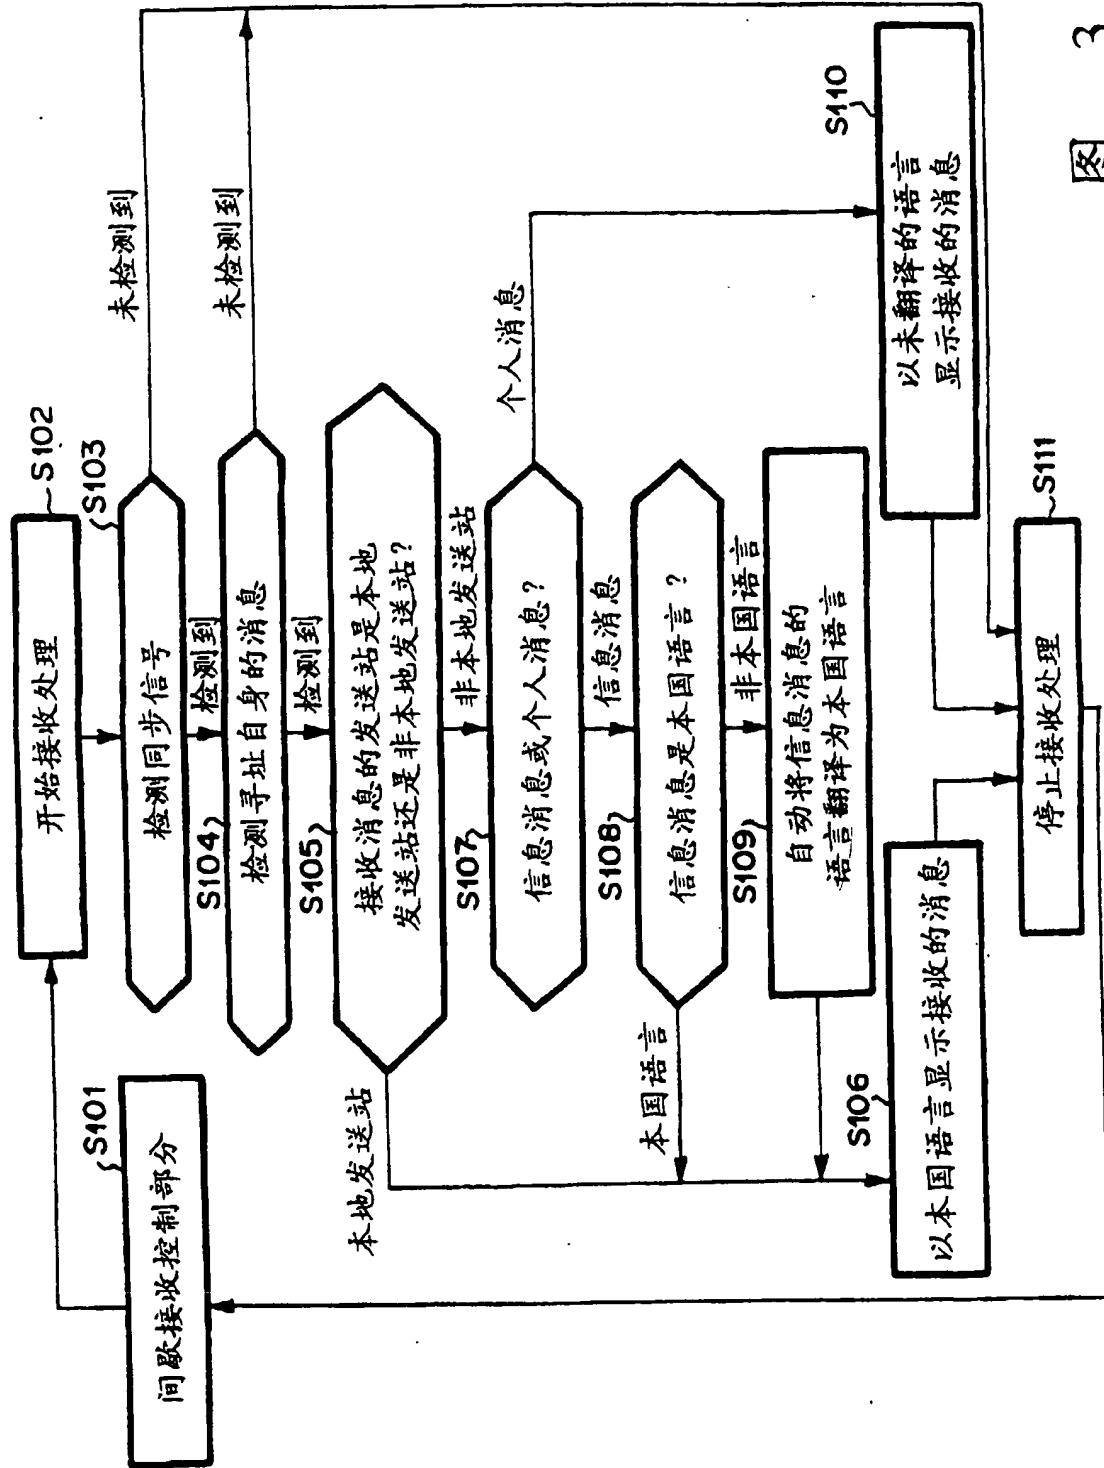 S101
间歇接收控制部分
S102
开始接收处理
S103
检测同步信号
未检测到
检测到
S104
检测寻址自身的消息
未检测到
检测到
S105
接收消息的发送站是本地
发送站还是非本地发送站?
本地发送站
非本地发送站
S107
信息消息或个人消息?
个人消息
信息消息
S108
信息消息是本国语言?
本国语言
非本国语言
S109
自动将信息消息的
语言翻译为本国语言
S106
以本国语言显示接收的消息
S110
以未翻译的语言
显示接收的消息
S111
停止接收处理
图 3